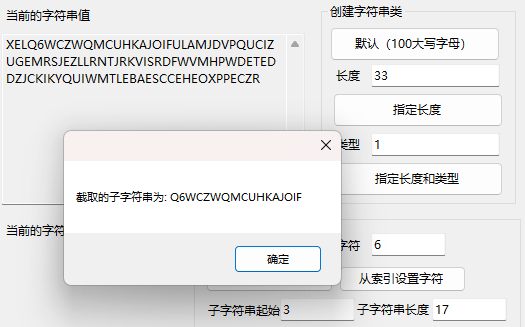 当前的字符串值
创建字符串类
XELQ6WCZWQMCUHKAJOIFULAMJDVPQUCIZ
UGEMRSJEZLLRNTJRKVISRDFWVMHPWDETED
DZJCKIKYQUIWMTLEBAESCCEHEOXPPECZR
默认（100大写字母）
长度 33
指定长度
类型 1
指定长度和类型
截取的子字符串为: Q6WCZWQMCUHKAJOIF
确定
当前的字符
字符 6
从索引设置字符
子字符串起始 3 子字符串长度 17